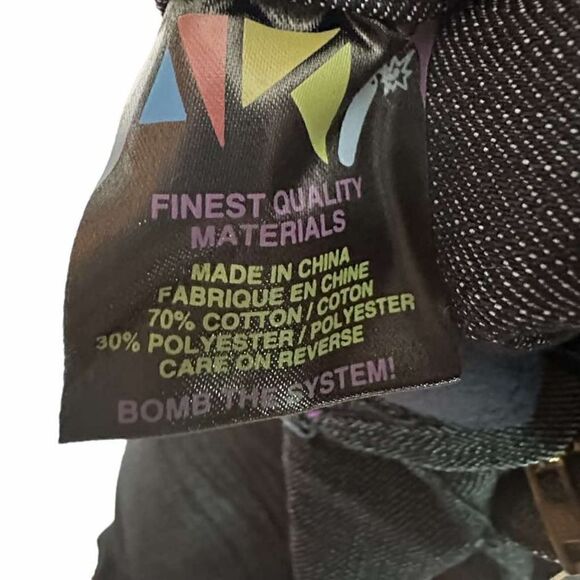 FINEST QUALITY
MATERIALS
MADE IN CHINA
FABRIQUE EN CHINE
70% COTTON / COTON
30% POLYESTER / POLYESTER
CARE ON REVERSE
BOMB THE SYSTEM!